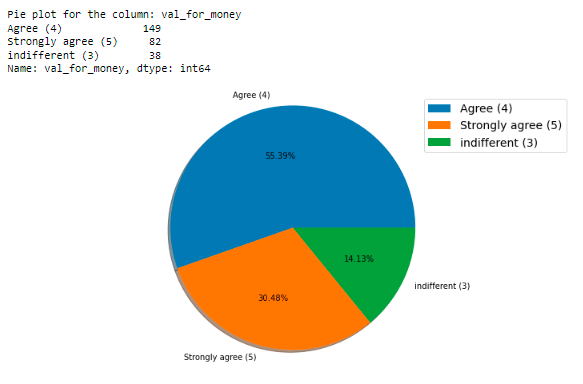 Pie plot for the column: val_for_money
Agree (4)             149
Strongly agree (5)     82
indifferent (3)        38
Name: val_for_money, dtype: int64
Agree (4)
Agree (4)
Strongly agree (5)
indifferent (3)
55.39%
14.13%
indifferent (3)
30.48%
Strongly agree (5)